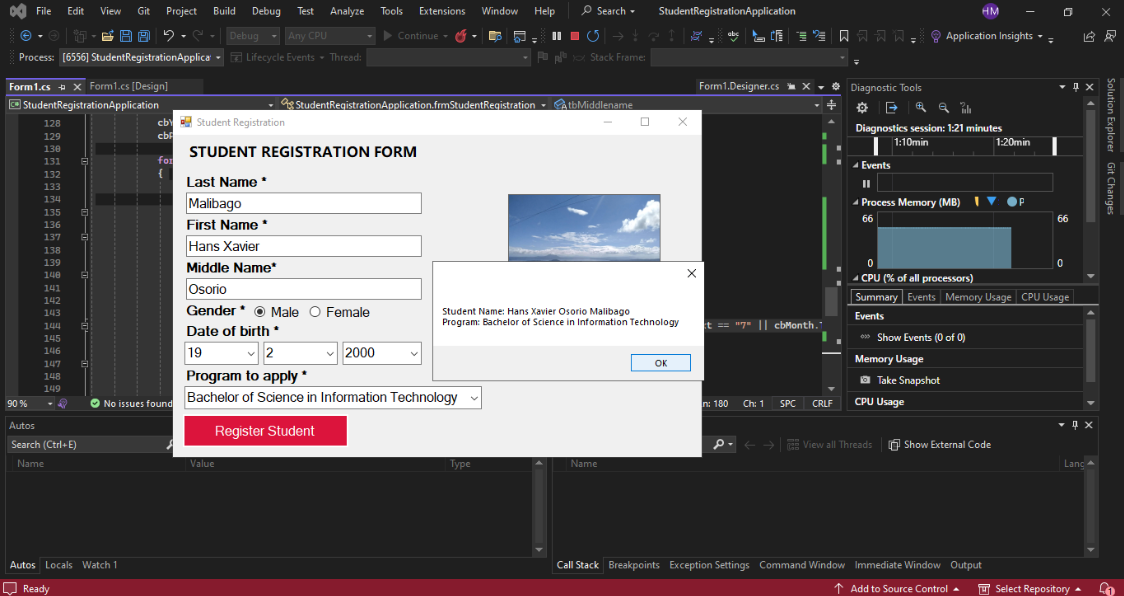 File Edit View Git Project Build Debug Test Analyze Tools Extensions Window Help Search StudentRegistrationApplication HM
Debug Any CPU Continue Application Insights
Process: [6556] StudentRegistrationApplicat Lifecycle Events Thread: Stack Frame:
Form1.cs Form1.cs [Design] Form1.Designer.cs
StudentRegistrationApplication StudentRegistrationApplication.frmStudentRegistration tbMiddlename
128
129
130
131 for
132 {
133
134
135
136
137
138
139
140
141
142
143
144 == "7" || cbMonth.
145
146
147
148
149
90 % No issues found
Ln: 180 Ch: 1 SPC CRLF
Student Registration
STUDENT REGISTRATION FORM
Last Name *
Malibago
First Name *
Hans Xavier
Middle Name*
Osorio
Gender * Male Female
Date of birth *
19 2 2000
Program to apply *
Bachelor of Science in Information Technology
Register Student
Student Name: Hans Xavier Osorio Malibago
Program: Bachelor of Science in Information Technology
OK
Diagnostic Tools
Diagnostics session: 1:21 minutes
1:10min 1:20min
Events
Process Memory (MB) P
66 66
0 0
CPU (% of all processors)
Summary Events Memory Usage CPU Usage
Events
Show Events (0 of 0)
Memory Usage
Take Snapshot
CPU Usage
Solution Explorer
Git Changes
Autos
Search (Ctrl+E)
Name Value Type
Autos Locals Watch 1
View all Threads Show External Code
Name Lang
Call Stack Breakpoints Exception Settings Command Window Immediate Window Output
Ready Add to Source Control Select Repository 1